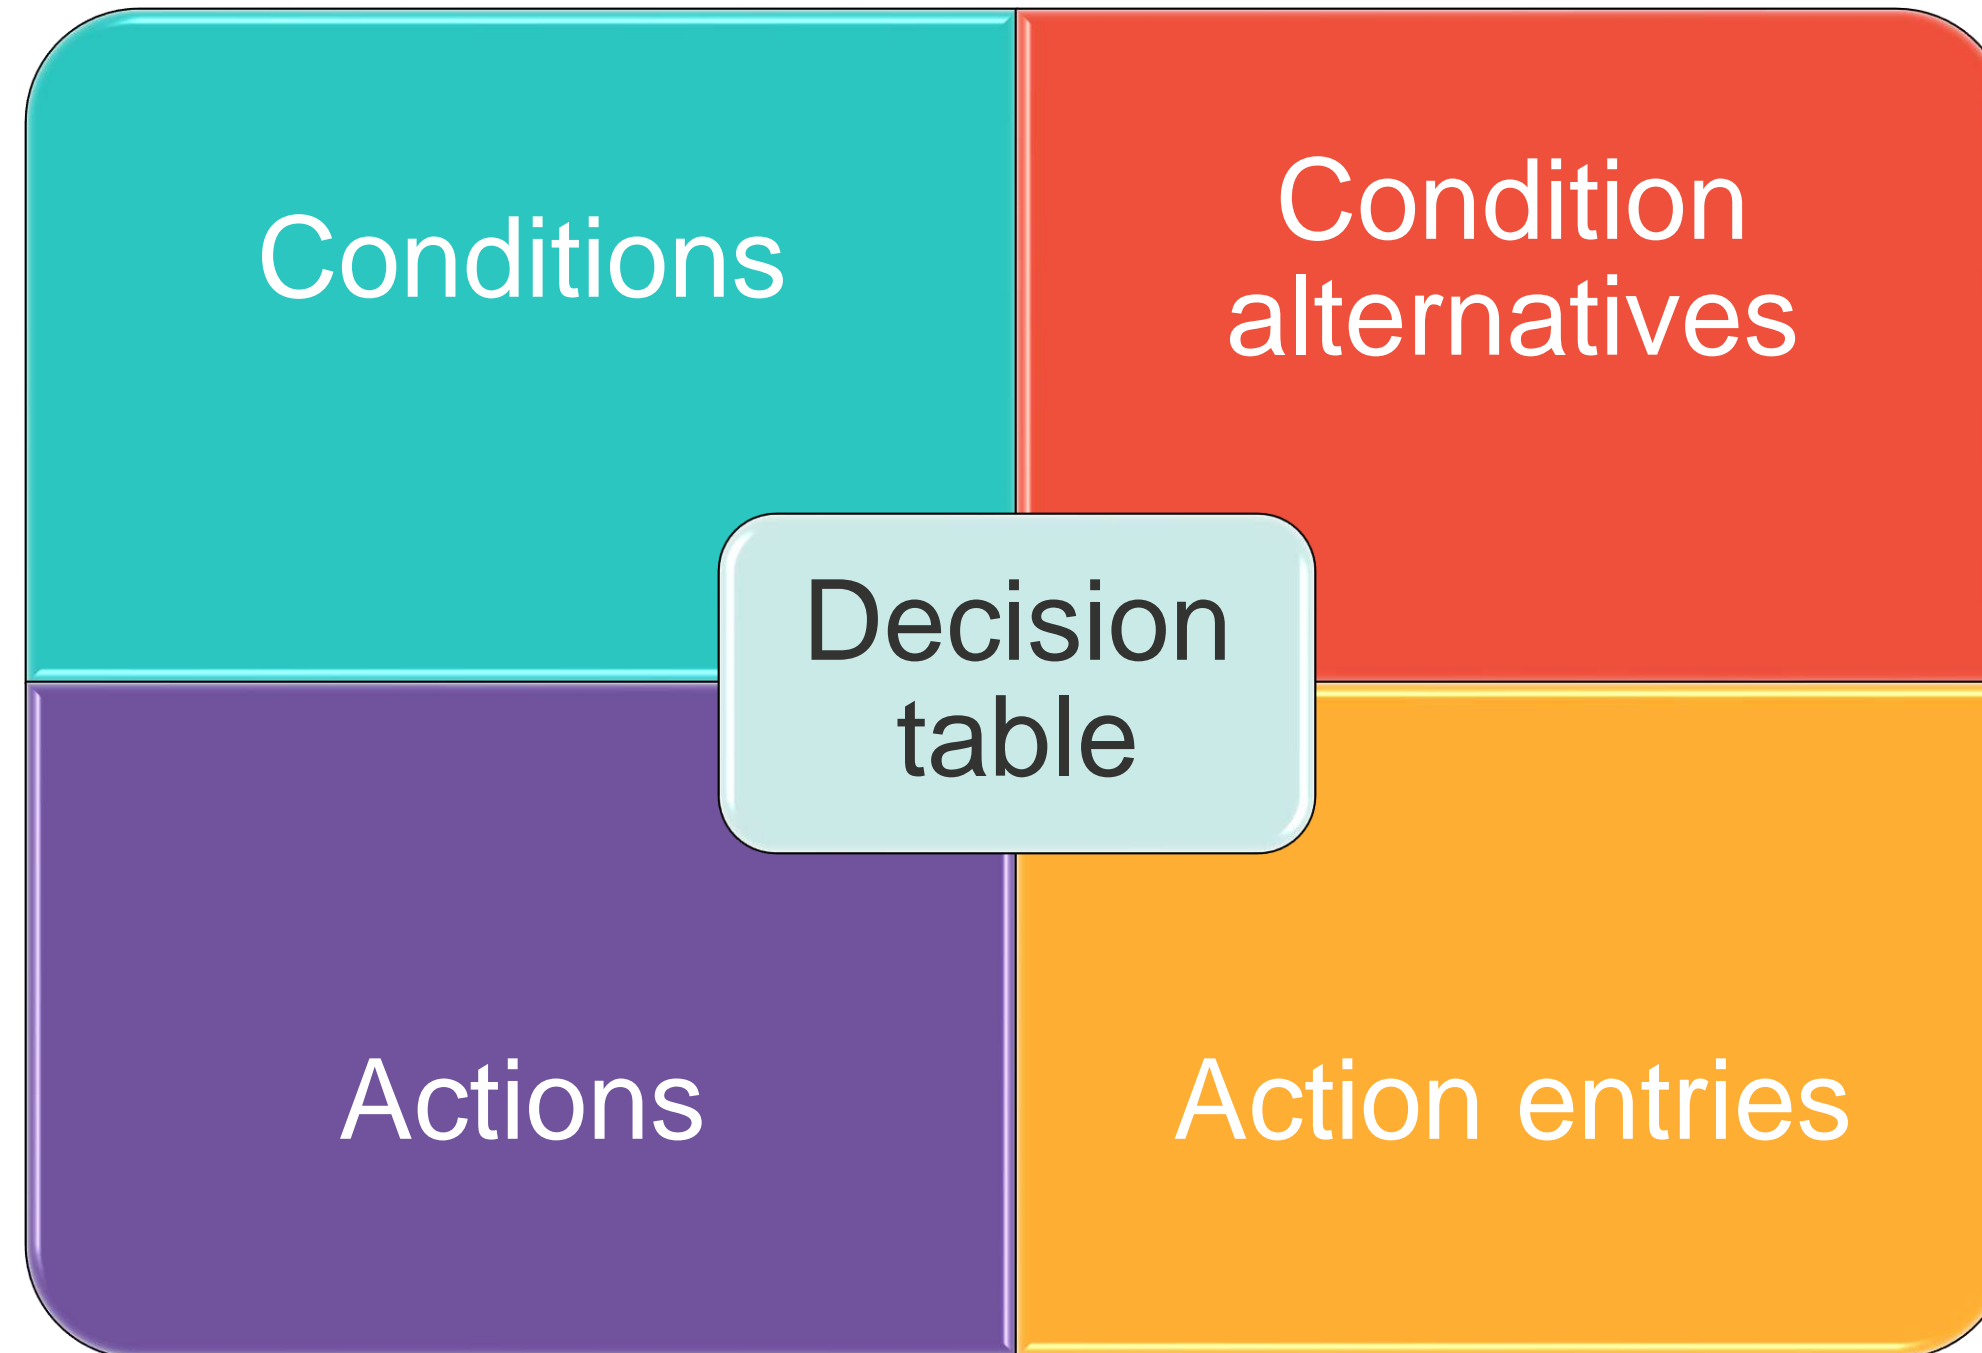 Conditions
Condition
alternatives
Decision
table
Actions
Action entries